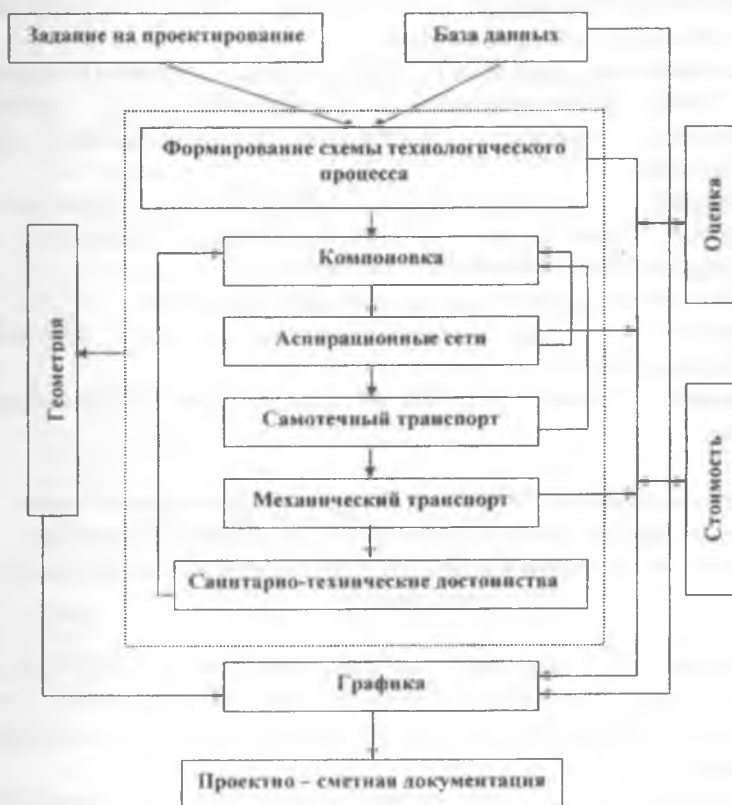 Задание на проектирование
База данных
Формирование схемы технологического
процесса
Компоновка
Аспирационные сети
Самотечный транспорт
Механический транспорт
Санитарно-технические достоинства
Геометрия
Оценка
Стоимость
Графика
Проектно – сметная документация